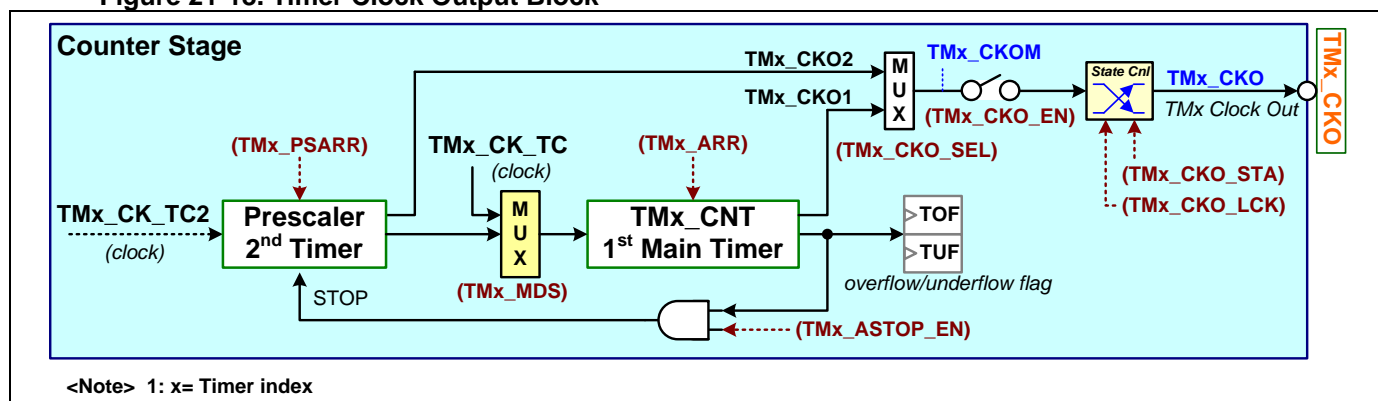 Figure 21-18. Timer Clock Output Block
Counter Stage
TMx_CKO2
TMx_CKO1
MUX
TMx_CKOM
(TMx_CKO_EN)
(TMx_CKO_SEL)
State Cnl
TMx_CKO
TMx Clock Out
TMx_CKO
(TMx_CKO_STA)
(TMx_CKO_LCK)
(TMx_PSARR)
TMx_CK_TC
(clock)
(TMx_ARR)
TMx_CK_TC2
(clock)
Prescaler
2nd Timer
MUX
(TMx_MDS)
TMx_CNT
1st Main Timer
>TOF
>TUF
overflow/underflow flag
STOP
(TMx_ASTOP_EN)
<Note> 1: x= Timer index